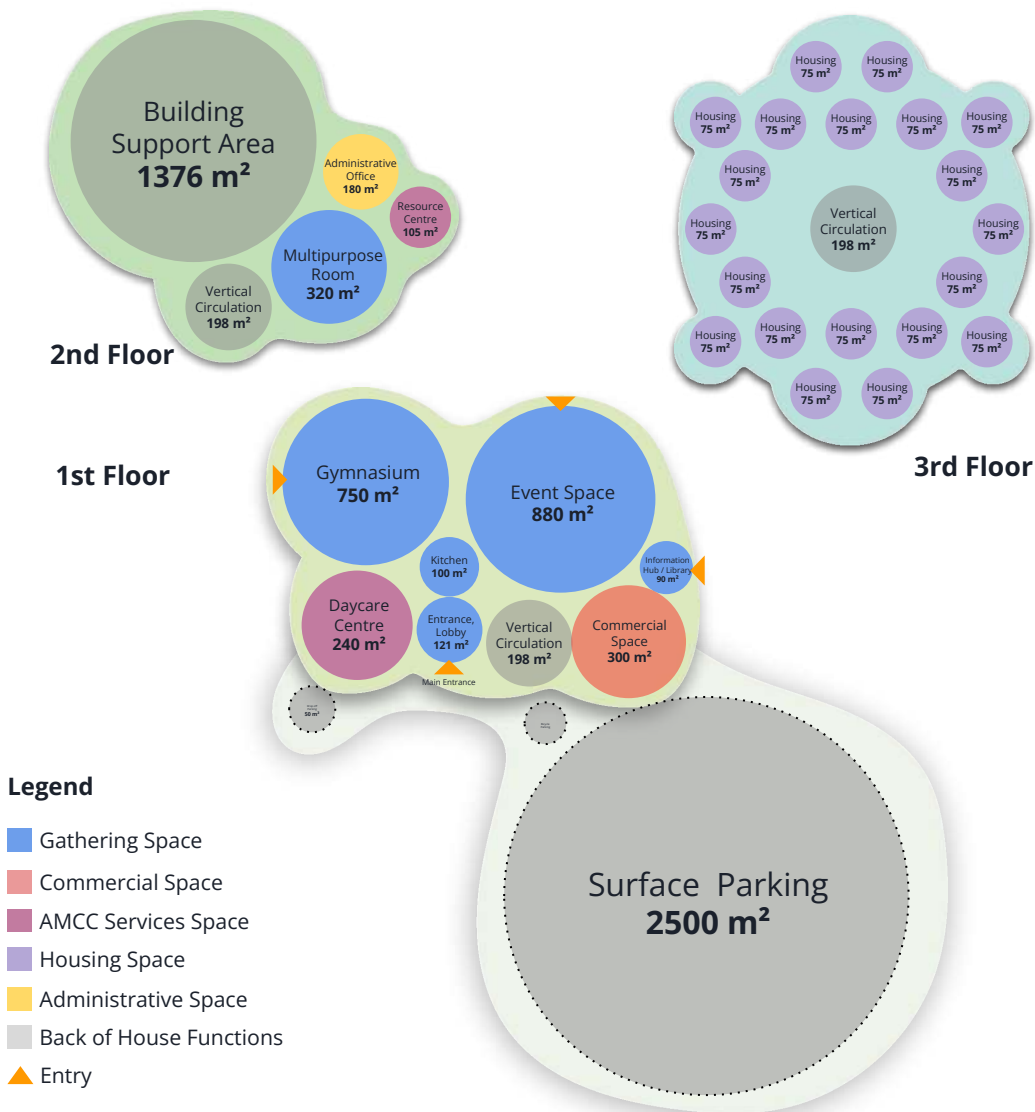 Building
Support Area
1376 m²
Administrative
Office
180 m²
Resource
Centre
105 m²
Multipurpose
Room
320 m²
Vertical
Circulation
198 m²
2nd Floor
Housing
75 m²
Housing
75 m²
Housing
75 m²
Housing
75 m²
Housing
75 m²
Housing
75 m²
Housing
75 m²
Housing
75 m²
Housing
75 m²
Housing
75 m²
Vertical
Circulation
198 m²
Housing
75 m²
Housing
75 m²
Housing
75 m²
Housing
75 m²
Housing
75 m²
Housing
75 m²
Housing
75 m²
Housing
75 m²
Housing
75 m²
Housing
75 m²
3rd Floor
1st Floor
Gymnasium
750 m²
Event Space
880 m²
Kitchen
100 m²
Information
Hub / Library
90 m²
Daycare
Centre
240 m²
Entrance,
Lobby
121 m²
Vertical
Circulation
198 m²
Commercial
Space
300 m²
Main Entrance
50 m²
Surface Parking
2500 m²
Legend
Gathering Space
Commercial Space
AMCC Services Space
Housing Space
Administrative Space
Back of House Functions
Entry